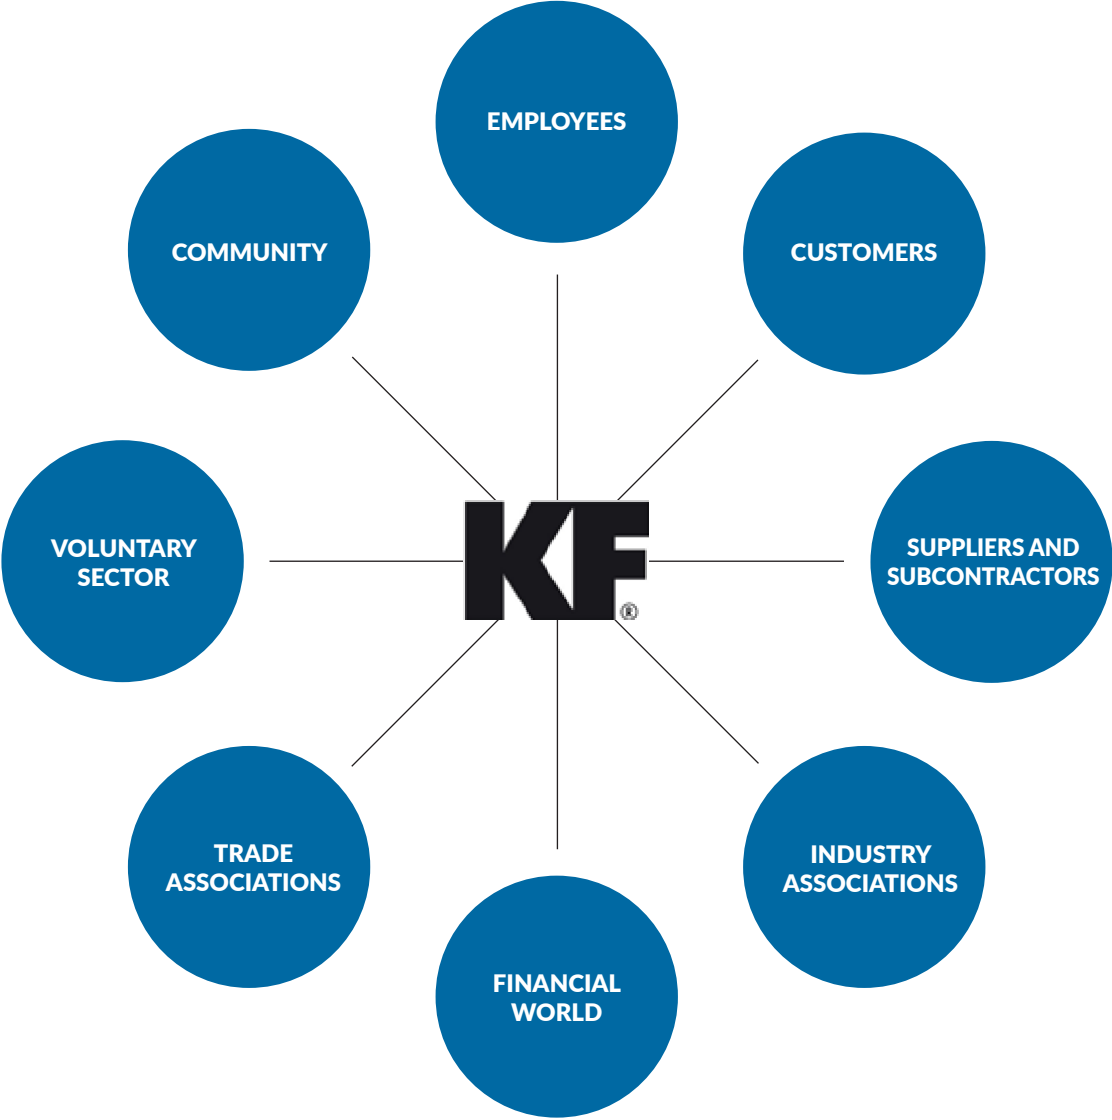 EMPLOYEES
COMMUNITY
CUSTOMERS
VOLUNTARY
SECTOR
KF®
SUPPLIERS AND
SUBCONTRACTORS
TRADE
ASSOCIATIONS
INDUSTRY
ASSOCIATIONS
FINANCIAL
WORLD